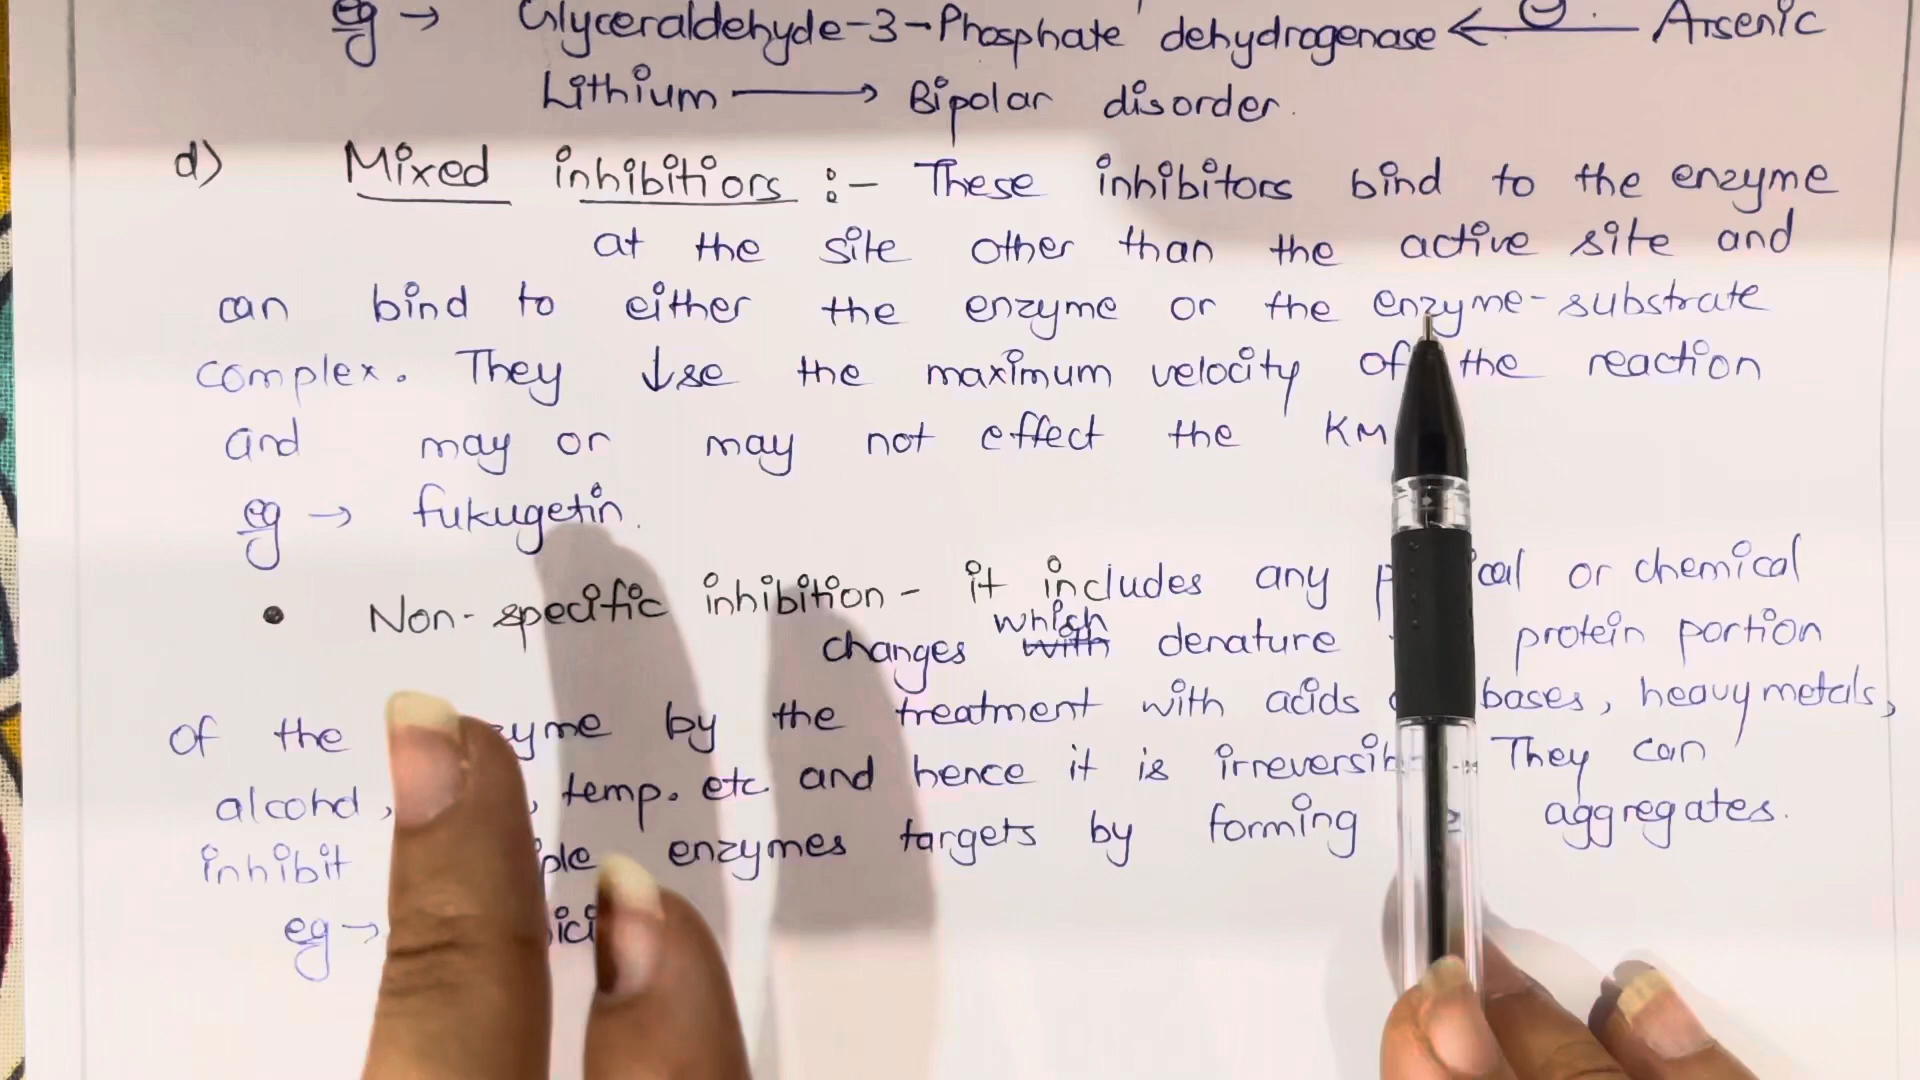 eg → Glyceraldehyde-3-Phosphate dehydrogenase ← Arsenic
Lithium → Bipolar disorder.
d) Mixed inhibitiors :- These inhibitors bind to the enzyme
at the site other than the active site and
can bind to either the enzyme or the enzyme-substrate
complex. They ↓se the maximum velocity of the reaction
and may or may not effect the KM
eg → fukugetin.
• Non-specific inhibition - it includes any or chemical
which
changes with denature protein portion
of the by the treatment with acids bases, heavy metals,
alcohol, temp. etc and hence it is They can
inhibit enzymes targets by forming aggregates.
eg →